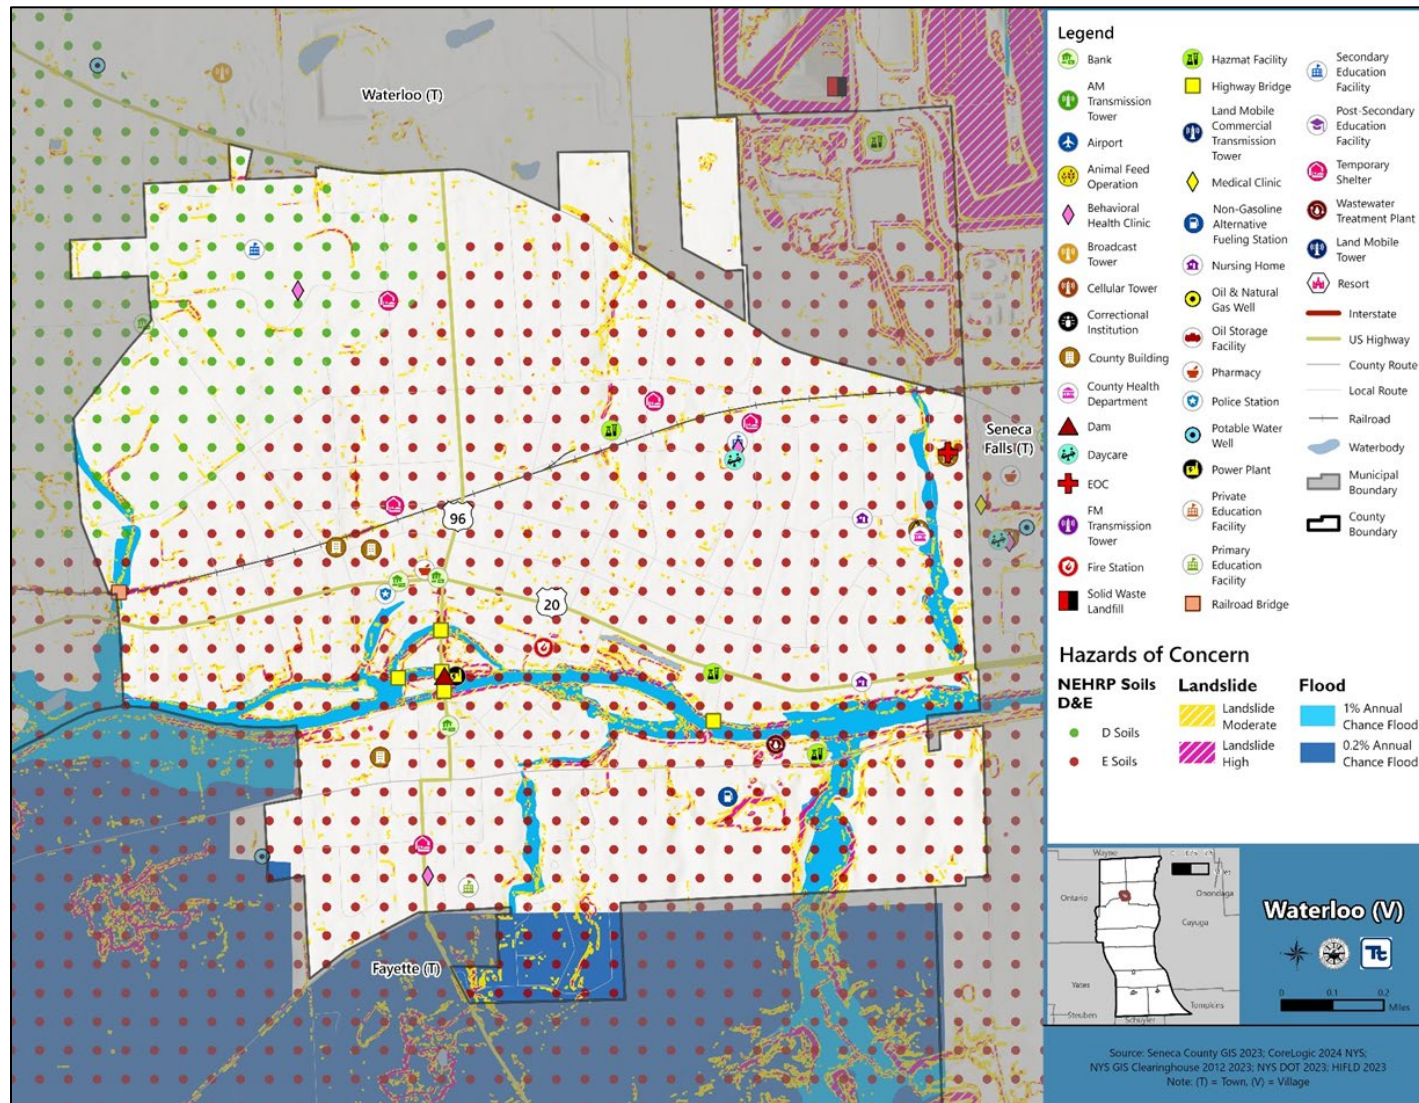 Waterloo (T)
Seneca
Falls (T)
96
20
Fayette (T)
Legend
Bank
AM
Transmission
Tower
Airport
Animal Feed
Operation
Behavioral
Health Clinic
Broadcast
Tower
Cellular Tower
Correctional
Institution
County Building
County Health
Department
Dam
Daycare
EOC
FM
Transmission
Tower
Fire Station
Solid Waste
Landfill
Hazmat Facility
Highway Bridge
Land Mobile
Commercial
Transmission
Tower
Medical Clinic
Non-Gasoline
Alternative
Fueling Station
Nursing Home
Oil & Natural
Gas Well
Oil Storage
Facility
Pharmacy
Police Station
Potable Water
Well
Power Plant
Private
Education
Facility
Primary
Education
Facility
Railroad Bridge
Secondary
Education
Facility
Post-Secondary
Education
Facility
Temporary
Shelter
Wastewater
Treatment Plant
Land Mobile
Tower
Resort
Interstate
US Highway
County Route
Local Route
Railroad
Waterbody
Municipal
Boundary
County
Boundary
Hazards of Concern
NEHRP Soils
D&E
D Soils
E Soils
Landslide
Landslide
Moderate
Landslide
High
Flood
1% Annual
Chance Flood
0.2% Annual
Chance Flood
Wayne
Ontario
Onondaga
Cayuga
Yates
Tompkins
Steuben
Schuyler
Waterloo (V)
Tt
0 0.1 0.2
Miles
Source: Seneca County GIS 2023; CoreLogic 2024 NYS;
NYS GIS Clearinghouse 2012 2023; NYS DOT 2023; HIFLD 2023
Note: (T) = Town, (V) = Village